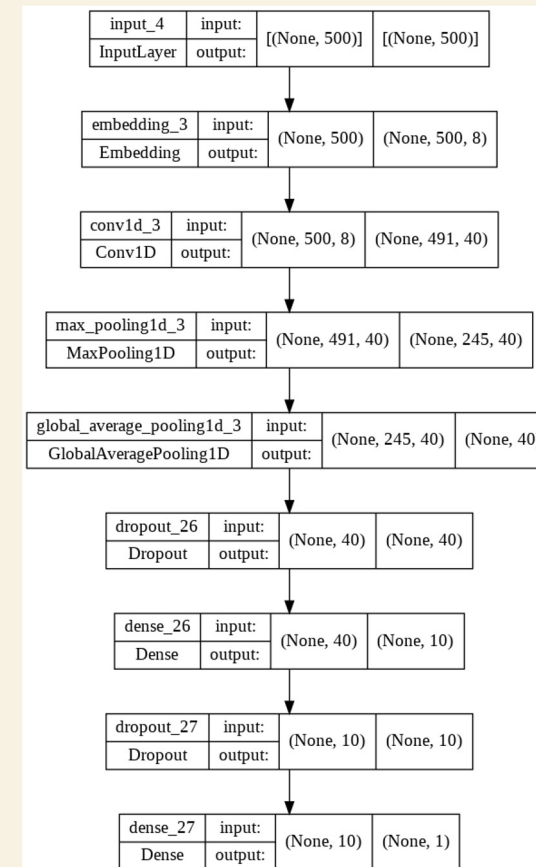 input_4 input: [(None, 500)] [(None, 500)]
InputLayer output:
embedding_3 input: (None, 500) (None, 500, 8)
Embedding output:
conv1d_3 input: (None, 500, 8) (None, 491, 40)
Conv1D output:
max_pooling1d_3 input: (None, 491, 40) (None, 245, 40)
MaxPooling1D output:
global_average_pooling1d_3 input: (None, 245, 40) (None, 40
GlobalAveragePooling1D output:
dropout_26 input: (None, 40) (None, 40)
Dropout output:
dense_26 input: (None, 40) (None, 10)
Dense output:
dropout_27 input: (None, 10) (None, 10)
Dropout output:
dense_27 input: (None, 10) (None, 1)
Dense output: